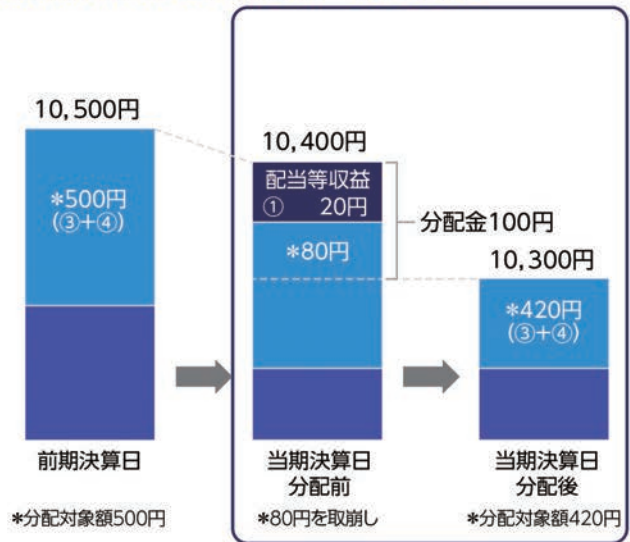 10,500円
*500円
(③+④)
前期決算日
*分配対象額500円
10,400円
配当等収益
① 20円
*80円
分配金100円
当期決算日
分配前
*80円を取崩し
10,300円
*420円
(③+④)
当期決算日
分配後
*分配対象額420円